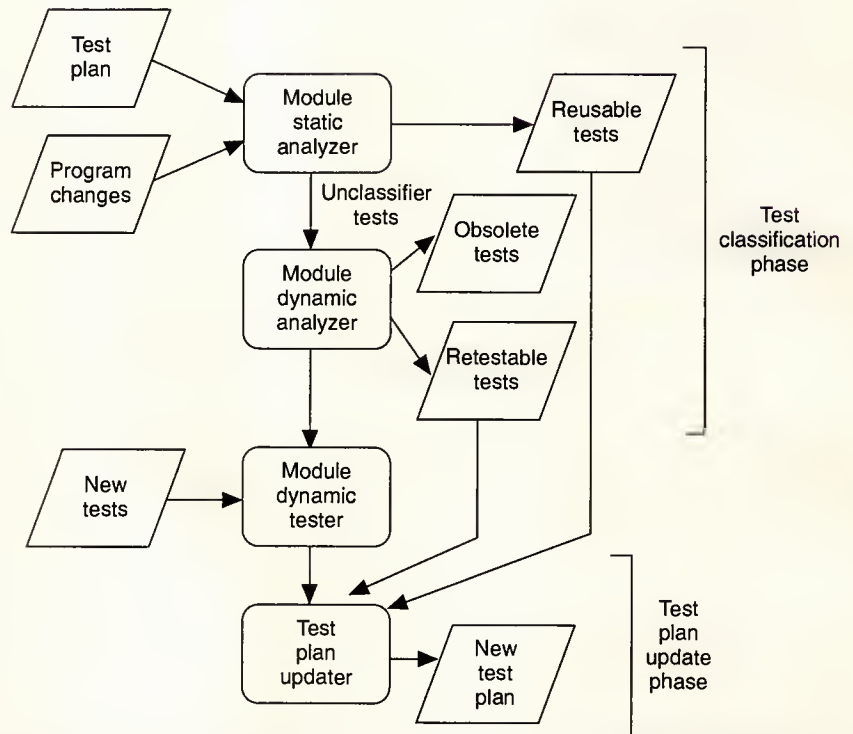 Test
plan
Program
changes
Module
static
analyzer
Reusable
tests
Unclassifier
tests
Obsolete
tests
Module
dynamic
analyzer
Retestable
tests
Test
classification
phase
New
tests
Module
dynamic
tester
Test
plan
updater
New
test
plan
Test
plan
update
phase